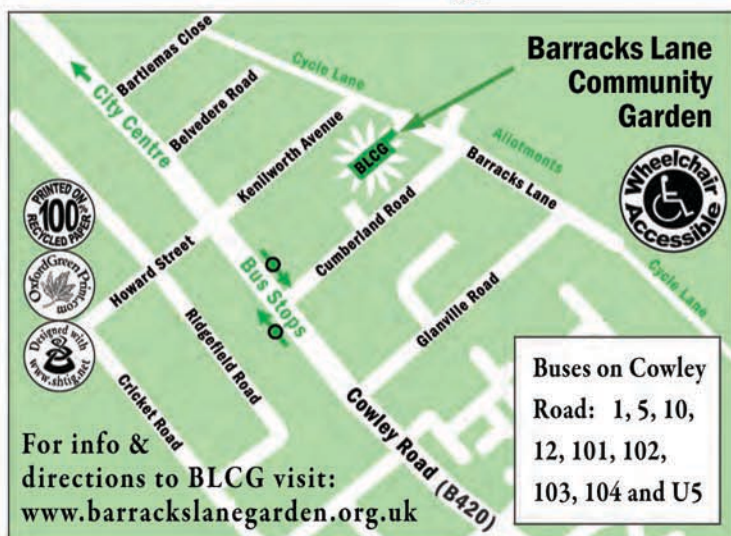 Bartlemas Close
Cycle Lane
Barracks Lane
Community
Garden
City Centre
Belvedere Road
Kenilworth Avenue
BLCG
Allotments
Barracks Lane
Wheelchair
Accessible
PRINTED ON
100%
RECYCLED PAPER
OxfordGreenPrint.com
Designed with
www.shtig.net
Howard Street
Bus Stops
Cumberland Road
Glanville Road
Cycle Lane
Ridgefield Road
Cricket Road
Cowley Road (B420)
Buses on Cowley
Road: 1, 5, 10,
12, 101, 102,
103, 104 and U5
For info &
directions to BLCG visit:
www.barrackslanegarden.org.uk